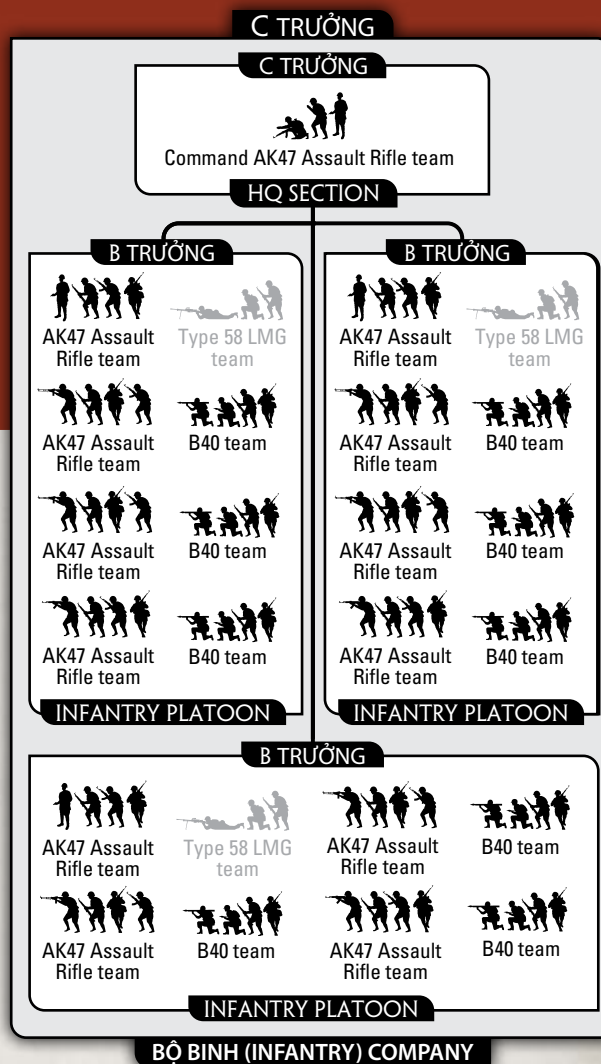 C TRƯỞNG
C TRƯỞNG
Command AK47 Assault Rifle team
HQ SECTION
B TRƯỞNG
AK47 Assault
Rifle team
Type 58 LMG
team
AK47 Assault
Rifle team
B40 team
AK47 Assault
Rifle team
B40 team
AK47 Assault
Rifle team
B40 team
INFANTRY PLATOON
B TRƯỞNG
AK47 Assault
Rifle team
Type 58 LMG
team
AK47 Assault
Rifle team
B40 team
AK47 Assault
Rifle team
B40 team
AK47 Assault
Rifle team
B40 team
INFANTRY PLATOON
B TRƯỞNG
AK47 Assault
Rifle team
Type 58 LMG
team
AK47 Assault
Rifle team
B40 team
AK47 Assault
Rifle team
B40 team
AK47 Assault
Rifle team
B40 team
INFANTRY PLATOON
BỘ BINH (INFANTRY) COMPANY